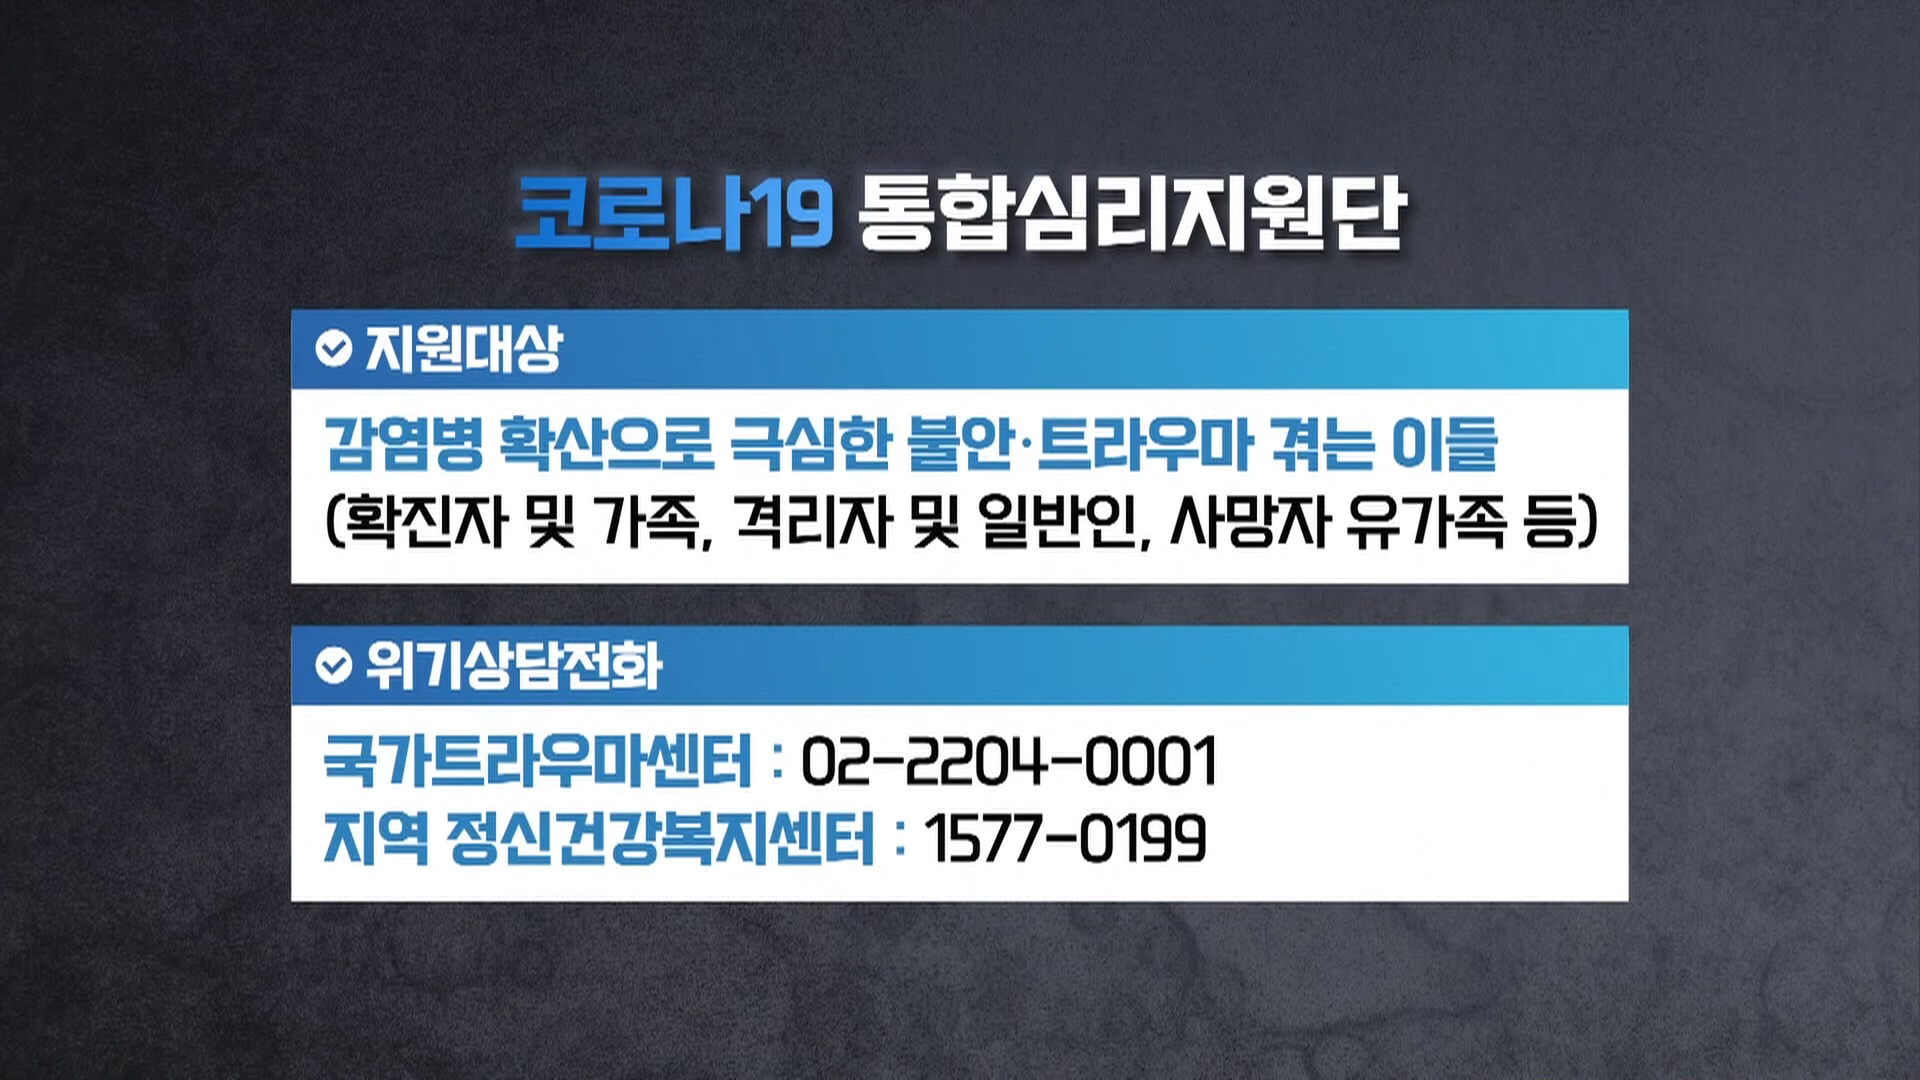 코로나19 통합심리지원단
지원대상
감염병 확산으로 극심한 불안·트라우마 겪는 이들
(확진자 및 가족, 격리자 및 일반인, 사망자 유가족 등)
위기상담전화
국가트라우마센터 : 02-2204-0001
지역 정신건강복지센터 : 1577-0199